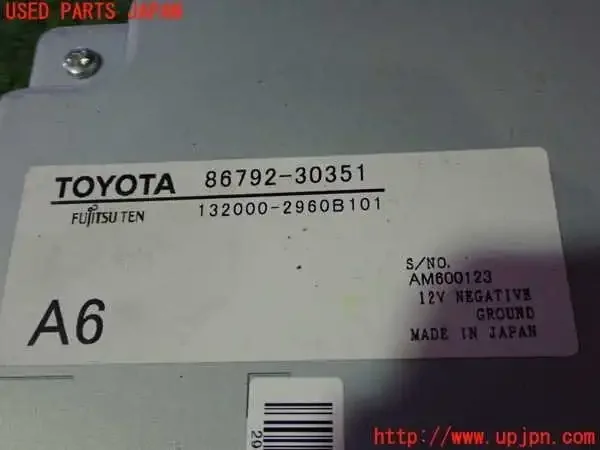 USED PARTS JAPAN
TOYOTA 86792-30351
FUJITSU TEN 132000-2960B101
S/NO.
AM600123
12V NEGATIVE
GROUND
MADE IN JAPAN
A6
29
http://www.upjpn.com/